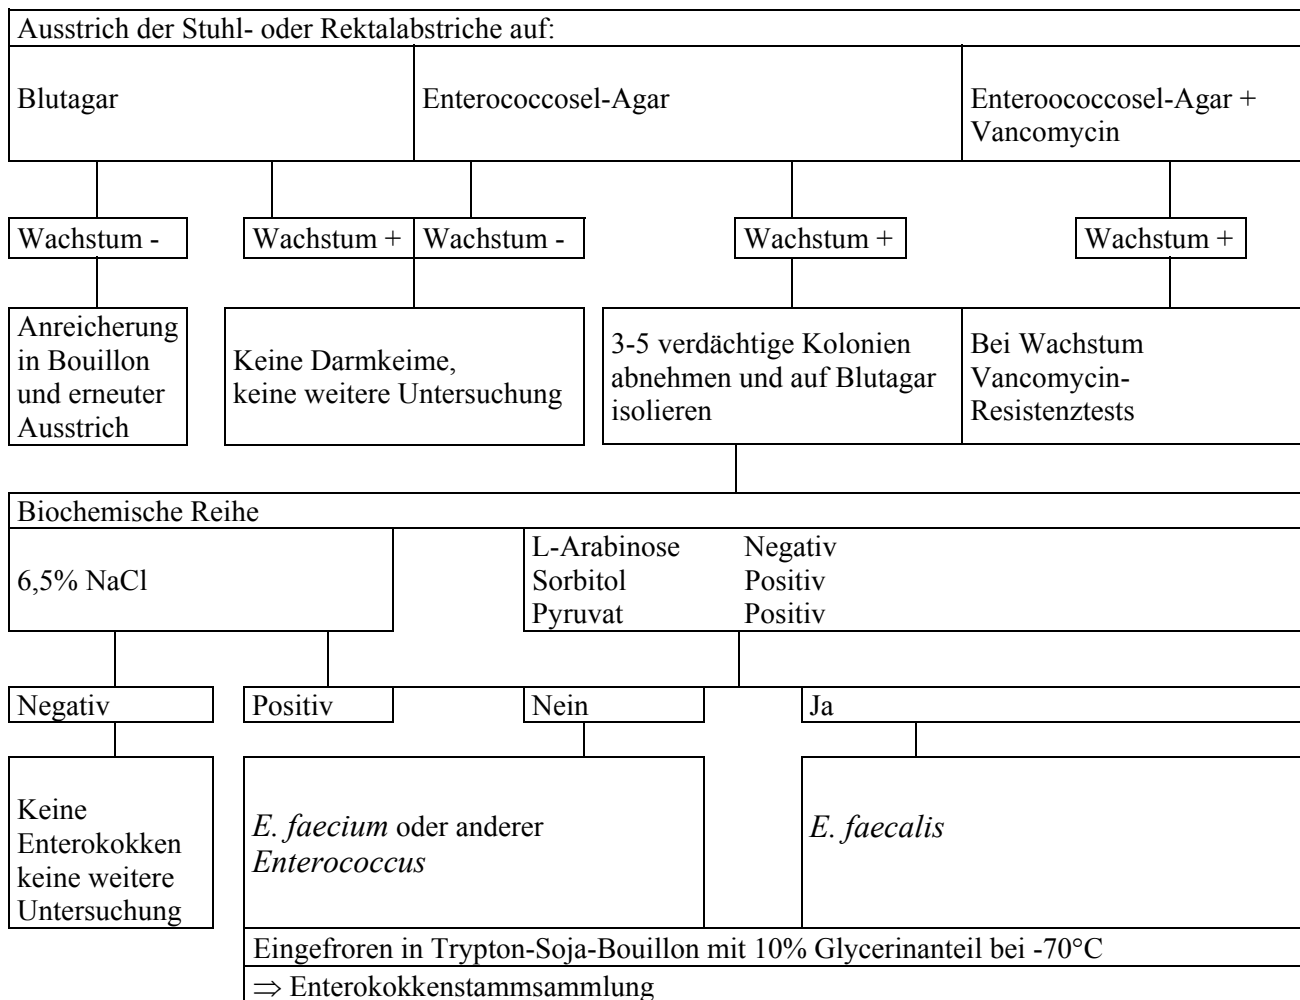 Ausstrich der Stuhl- oder Rektalabstriche auf:
Blutagar
Enterococcosel-Agar
Enteroococcosel-Agar +
Vancomycin
Wachstum -
Wachstum +
Wachstum -
Wachstum +
Wachstum +
Anreicherung
in Bouillon
und erneuter
Ausstrich
Keine Darmkeime,
keine weitere Untersuchung
3-5 verdächtige Kolonien
abnehmen und auf Blutagar
isolieren
Bei Wachstum
Vancomycin-
Resistenztests
Biochemische Reihe
6,5% NaCl
L-Arabinose Negativ
Sorbitol Positiv
Pyruvat Positiv
Negativ
Positiv
Nein
Ja
Keine
Enterokokken
keine weitere
Untersuchung
E. faecium oder anderer
Enterococcus
E. faecalis
Eingefroren in Trypton-Soja-Bouillon mit 10% Glycerinanteil bei -70°C
⇒ Enterokokkenstammsammlung